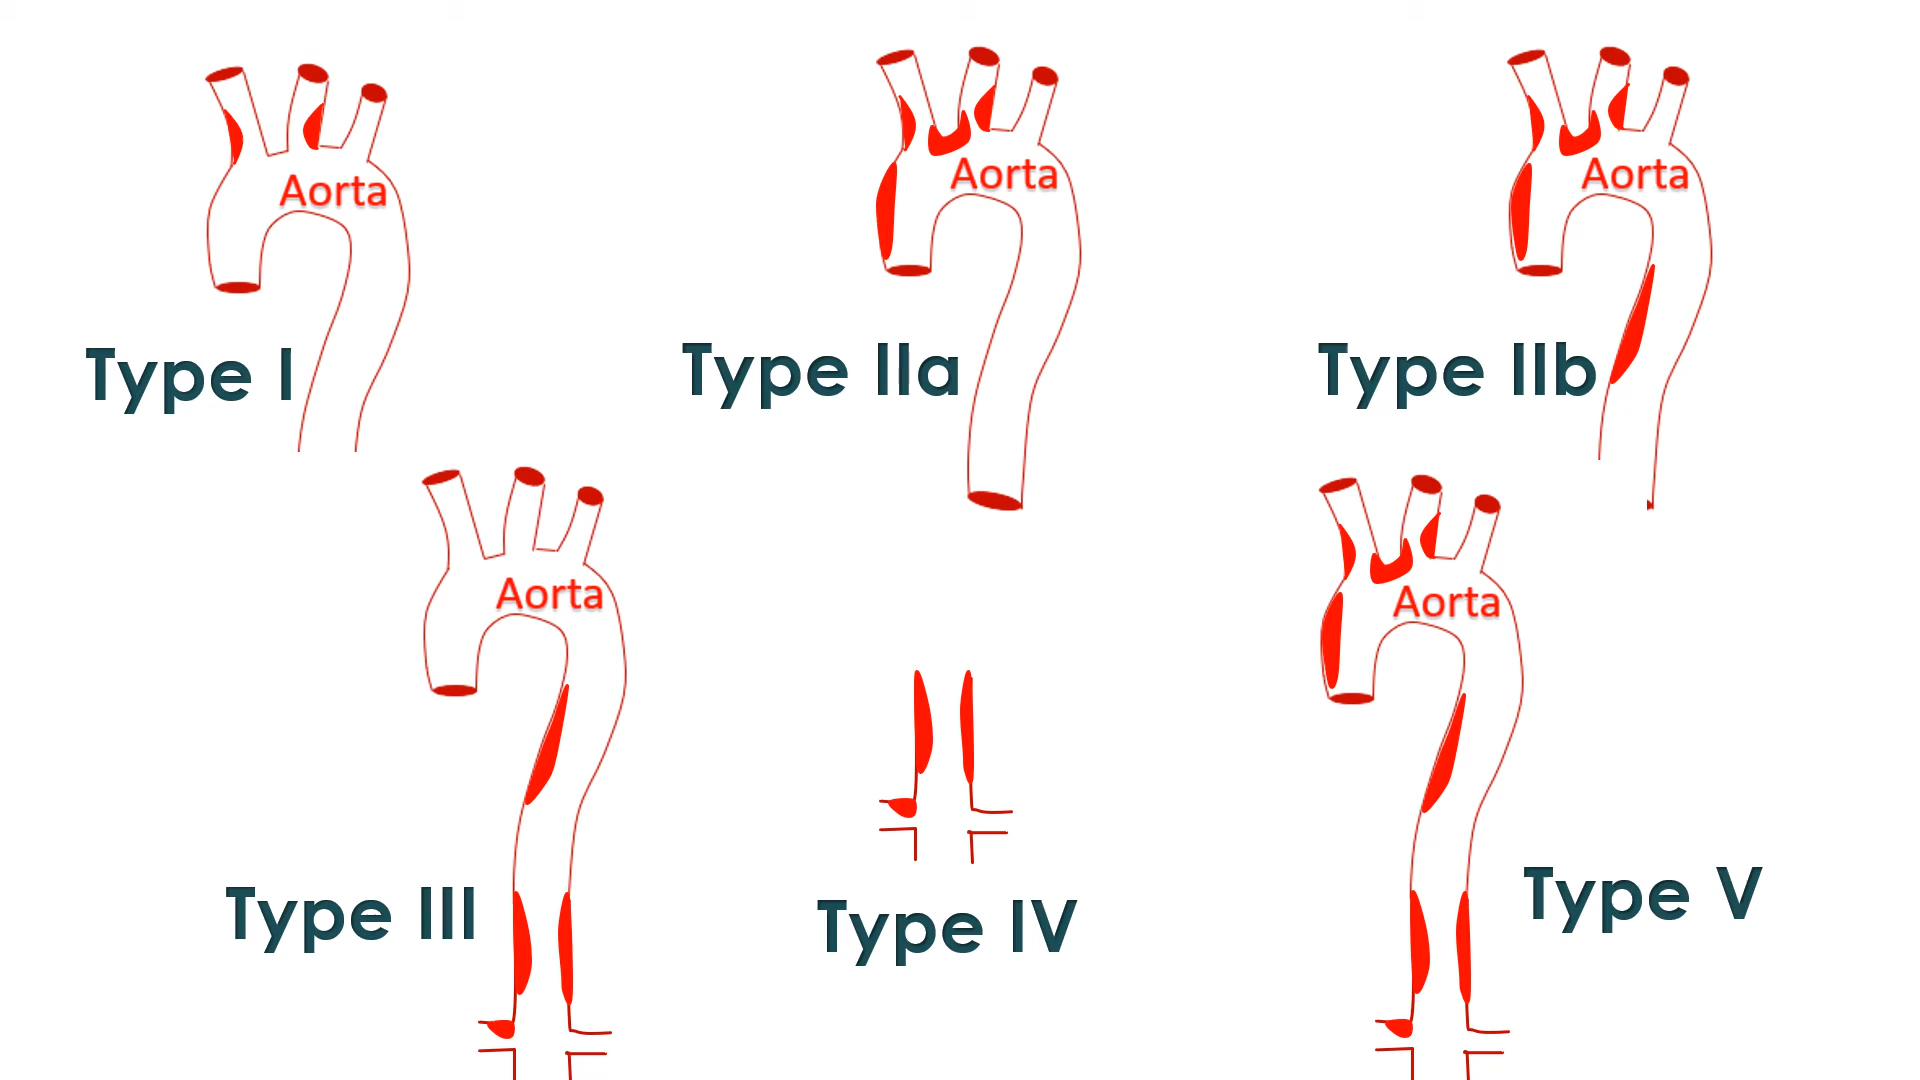 Aorta
Type I
Aorta
Type IIa
Aorta
Type IIb
Aorta
Type III
Type IV
Aorta
Type V